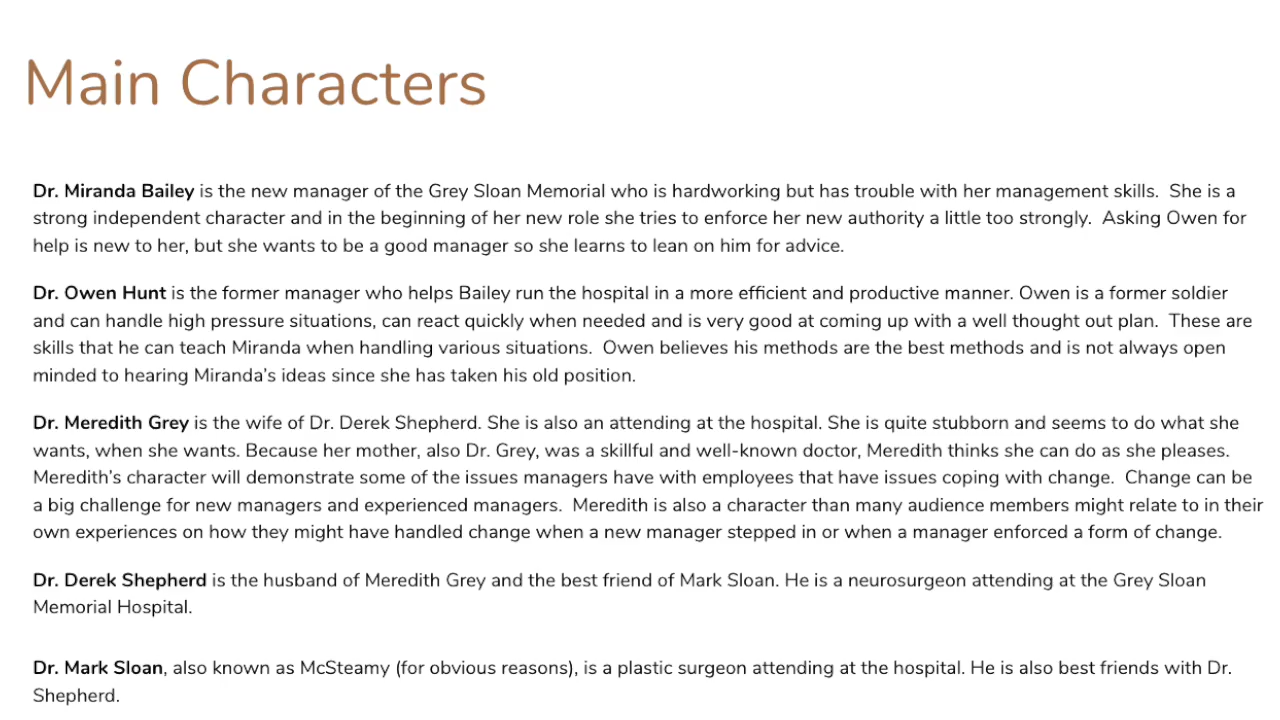 Main Characters
Dr. Miranda Bailey is the new manager of the Grey Sloan Memorial who is hardworking but has trouble with her management skills.  She is a
strong independent character and in the beginning of her new role she tries to enforce her new authority a little too strongly.  Asking Owen for
help is new to her, but she wants to be a good manager so she learns to lean on him for advice.
Dr. Owen Hunt is the former manager who helps Bailey run the hospital in a more efficient and productive manner. Owen is a former soldier
and can handle high pressure situations, can react quickly when needed and is very good at coming up with a well thought out plan.  These are
skills that he can teach Miranda when handling various situations.  Owen believes his methods are the best methods and is not always open
minded to hearing Miranda's ideas since she has taken his old position.
Dr. Meredith Grey is the wife of Dr. Derek Shepherd. She is also an attending at the hospital. She is quite stubborn and seems to do what she
wants, when she wants. Because her mother, also Dr. Grey, was a skillful and well-known doctor, Meredith thinks she can do as she pleases.
Meredith's character will demonstrate some of the issues managers have with employees that have issues coping with change.  Change can be
a big challenge for new managers and experienced managers.  Meredith is also a character than many audience members might relate to in their
own experiences on how they might have handled change when a new manager stepped in or when a manager enforced a form of change.
Dr. Derek Shepherd is the husband of Meredith Grey and the best friend of Mark Sloan. He is a neurosurgeon attending at the Grey Sloan
Memorial Hospital.
Dr. Mark Sloan, also known as McSteamy (for obvious reasons), is a plastic surgeon attending at the hospital. He is also best friends with Dr.
Shepherd.